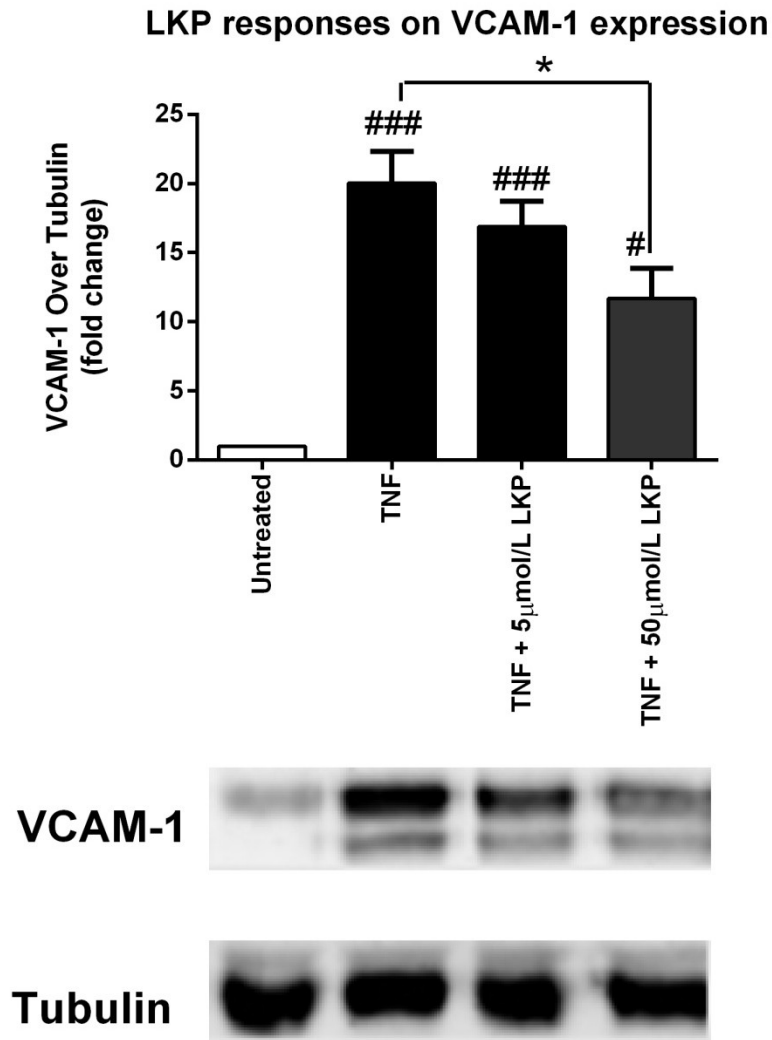 LKP responses on VCAM-1 expression
*
VCAM-1 Over Tubulin
(fold change)
25
20
15
10
5
0
###
###
#
Untreated
TNF
TNF + 5μmol/L LKP
TNF + 50μmol/L LKP
VCAM-1
Tubulin